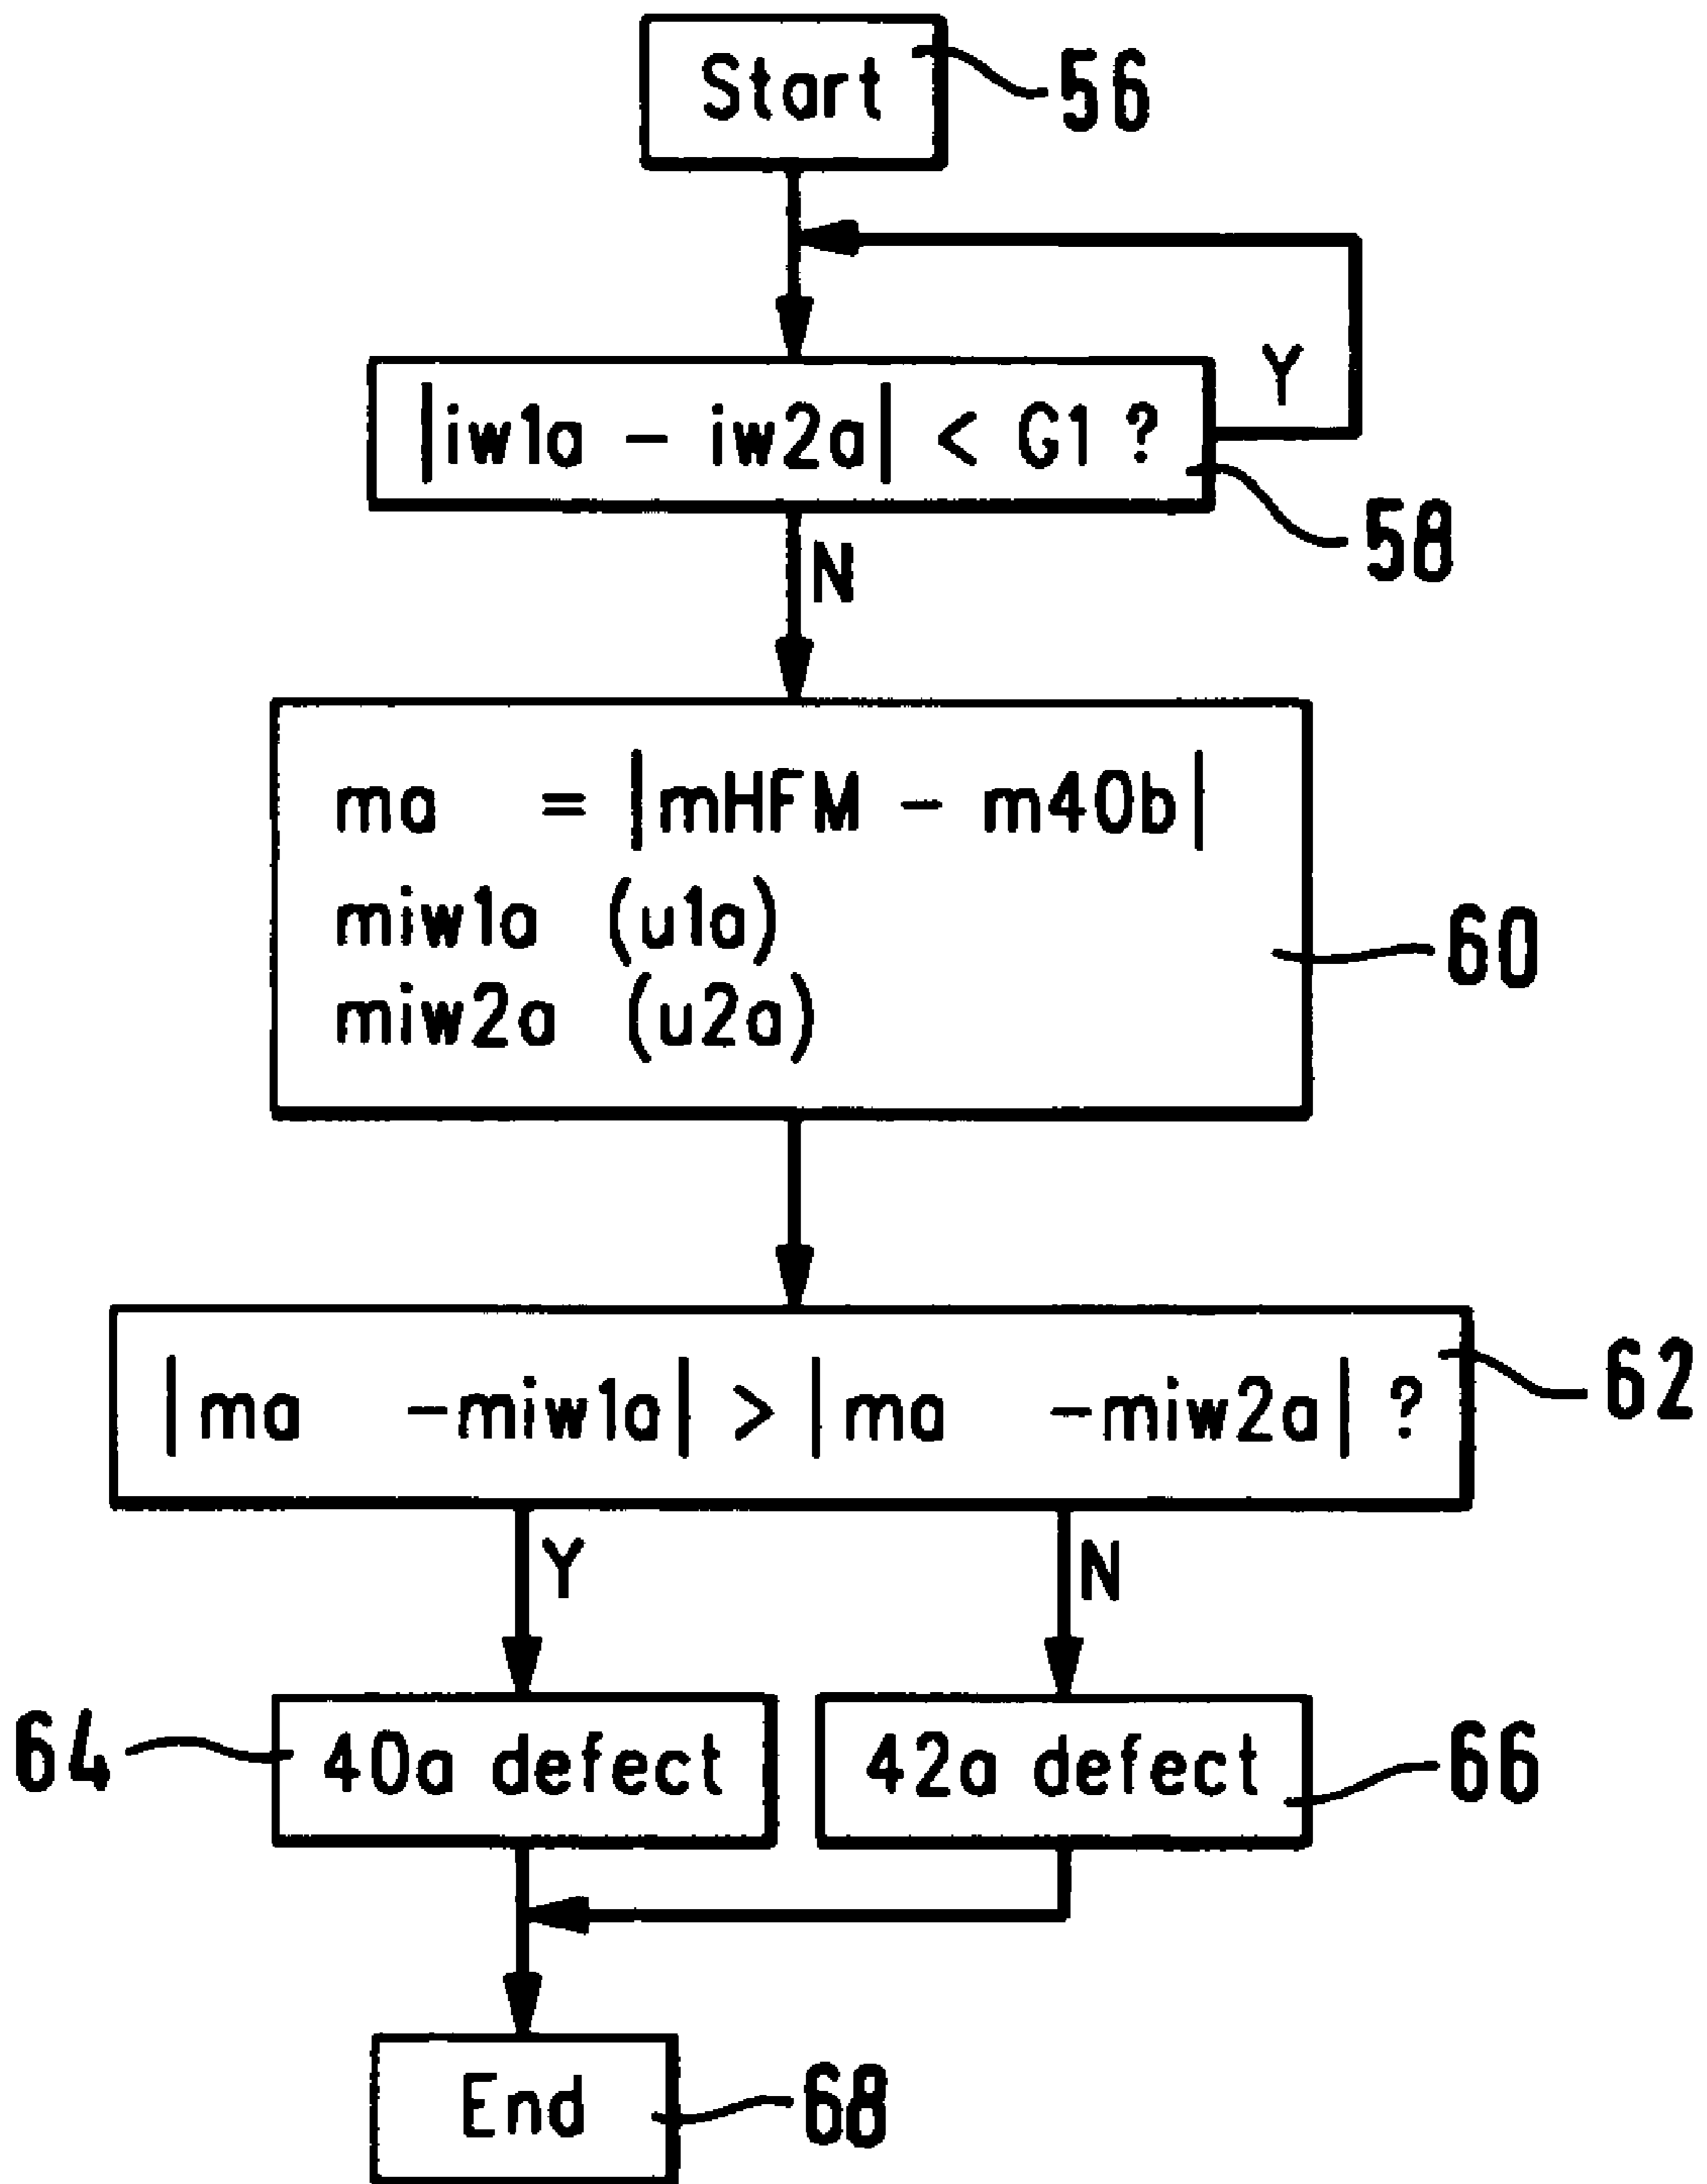 Start
56
|iw1a - iw2a| < G1 ?
Y
58
N
ma = |mHFM - m40b|
miw1a (u1a)
miw2a (u2a)
60
|ma -miw1a| > |ma -miw2a| ?
62
Y
N
64
40a defect
42a defect
66
End
68